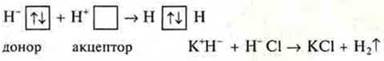 H⁻ [↑↓] + H⁺ [ ] → H [↑↓] H
донор акцептор K⁺H⁻ + H⁻Cl → KCl + H₂↑